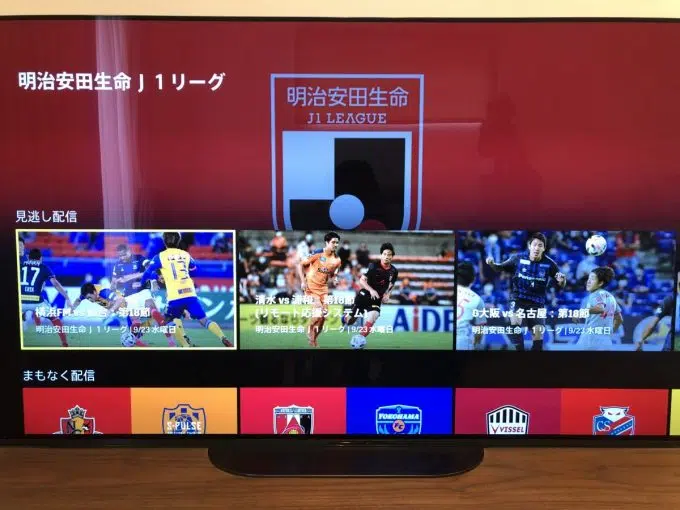 明治安田生命J1リーグ
明治安田生命
J1 LEAGUE
見逃し配信
17
13
横浜FM vs 仙台：第18節
明治安田生命J1リーグ | 9/23 水曜日
清水 vs 浦和：第18節
(リモート応援システム)
明治安田生命J1リーグ | 9/23 水曜日
AiDE
G大阪 vs 名古屋：第18節
明治安田生命J1リーグ | 9/23 水曜日
まもなく配信
S-PULSE
YOKOHAMA
FC
VISSEL
CS